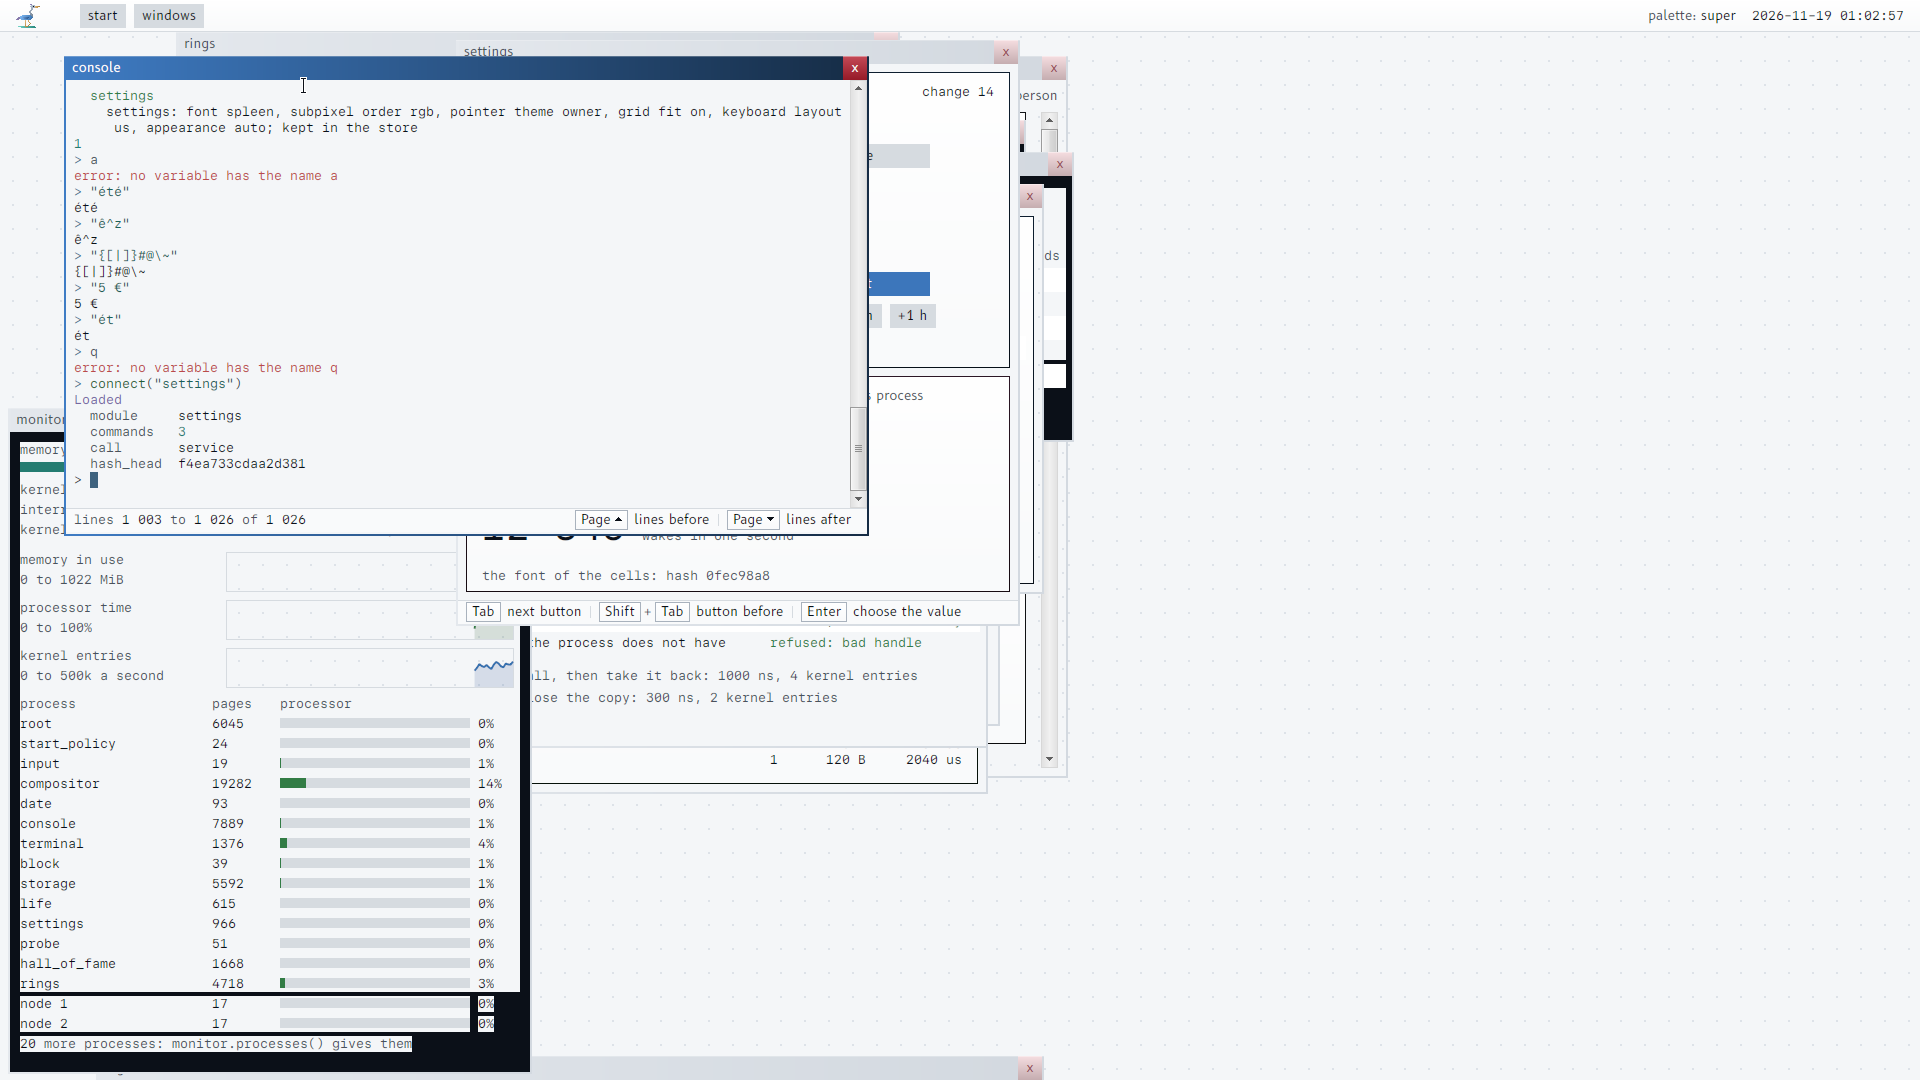 start windows palette: super 2026-11-19 01:02:57
rings
settings x
console x
x
settings
settings: font spleen, subpixel order rgb, pointer theme owner, grid fit on, keyboard layout
us, appearance auto; kept in the store
1
> a
error: no variable has the name a
> "été"
été
> "ê^z"
ê^z
> "{[|]}#@\~"
{[|]}#@\~
> "5 €"
5 €
> "ét"
ét
> q
error: no variable has the name q
> connect("settings")
Loaded
module settings
commands 3
call service
hash_head f4ea733cdaa2d381
>
lines 1 003 to 1 026 of 1 026 Page lines before Page lines after
change 14
erson
x
x
ds
+1 h
process
wakes in one second
the font of the cells: hash 0fec98a8
Tab next button Shift + Tab button before Enter choose the value
the process does not have refused: bad handle
all, then take it back: 1000 ns, 4 kernel entries
ose the copy: 300 ns, 2 kernel entries
1 120 B 2040 us
monitor
memory
kernel
inter
kerne
memory in use
0 to 1022 MiB
processor time
0 to 100%
kernel entries
0 to 500k a second
process pages processor
root 6045 0%
start_policy 24 0%
input 19 1%
compositor 19282 14%
date 93 0%
console 7889 1%
terminal 1376 4%
block 39 1%
storage 5592 1%
life 615 0%
settings 966 0%
probe 51 0%
hall_of_fame 1668 0%
rings 4718 3%
node 1 17 0%
node 2 17 0%
20 more processes: monitor.processes() gives them
x